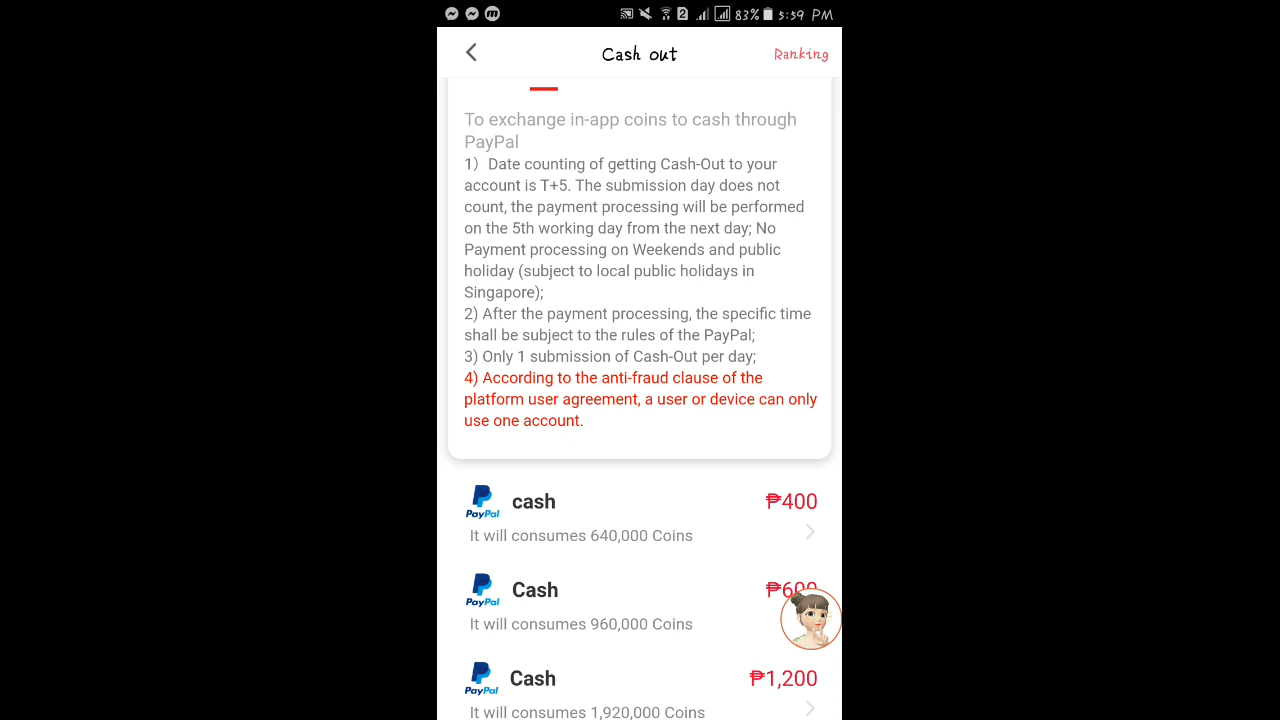 2 83% 5:59 PM
Cash out Ranking
To exchange in-app coins to cash through
PayPal
1）Date counting of getting Cash-Out to your
account is T+5. The submission day does not
count, the payment processing will be performed
on the 5th working day from the next day; No
Payment processing on Weekends and public
holiday (subject to local public holidays in
Singapore);
2) After the payment processing, the specific time
shall be subject to the rules of the PayPal;
3) Only 1 submission of Cash-Out per day;
4) According to the anti-fraud clause of the
platform user agreement, a user or device can only
use one account.
PayPal cash ₱400
It will consumes 640,000 Coins
PayPal Cash ₱600
It will consumes 960,000 Coins
PayPal Cash ₱1,200
It will consumes 1,920,000 Coins